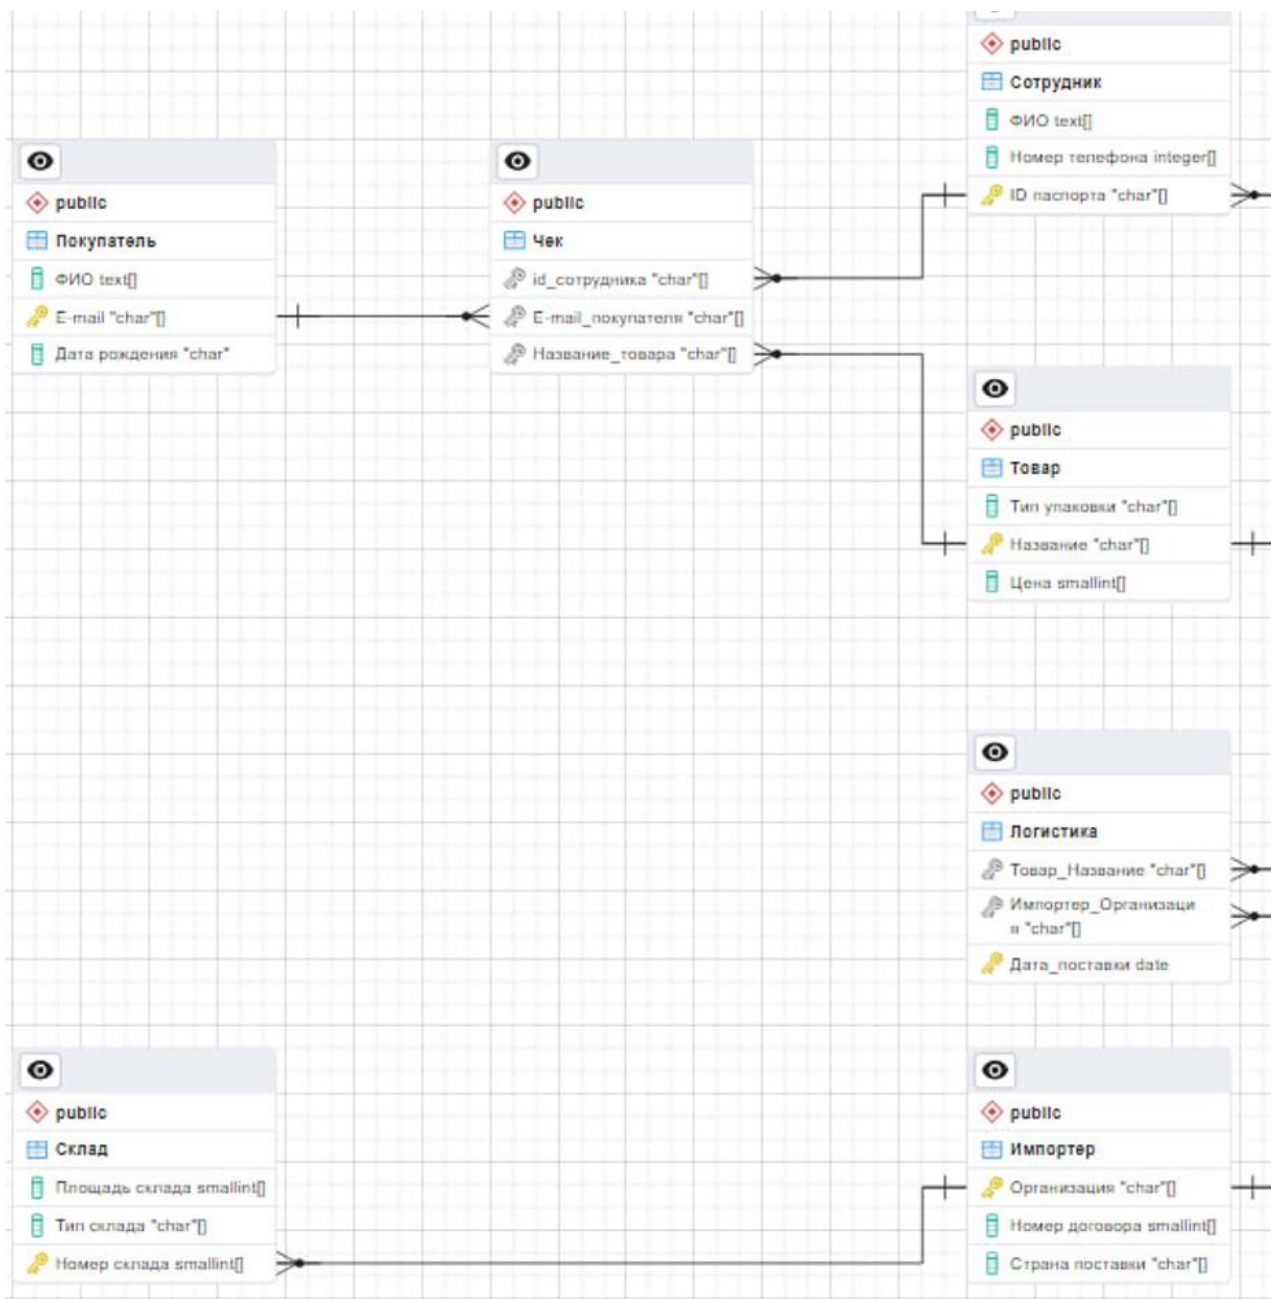 public
Сотрудник
ФИО text[]
Номер телефона integer[]
ID паспорта "char"[]
public
Покупатель
ФИО text[]
E-mail "char"[]
Дата рождения "char"
public
Чек
id_сотрудника "char"[]
E-mail_покупателя "char"[]
Название_товара "char"[]
public
Товар
Тип упаковки "char"[]
Название "char"[]
Цена smallint[]
public
Логистика
Товар_Название "char"[]
Импортер_Организаци
я "char"[]
Дата_поставки date
public
Склад
Площадь склада smallint[]
Тип склада "char"[]
Номер склада smallint[]
public
Импортер
Организация "char"[]
Номер договора smallint[]
Страна поставки "char"[]